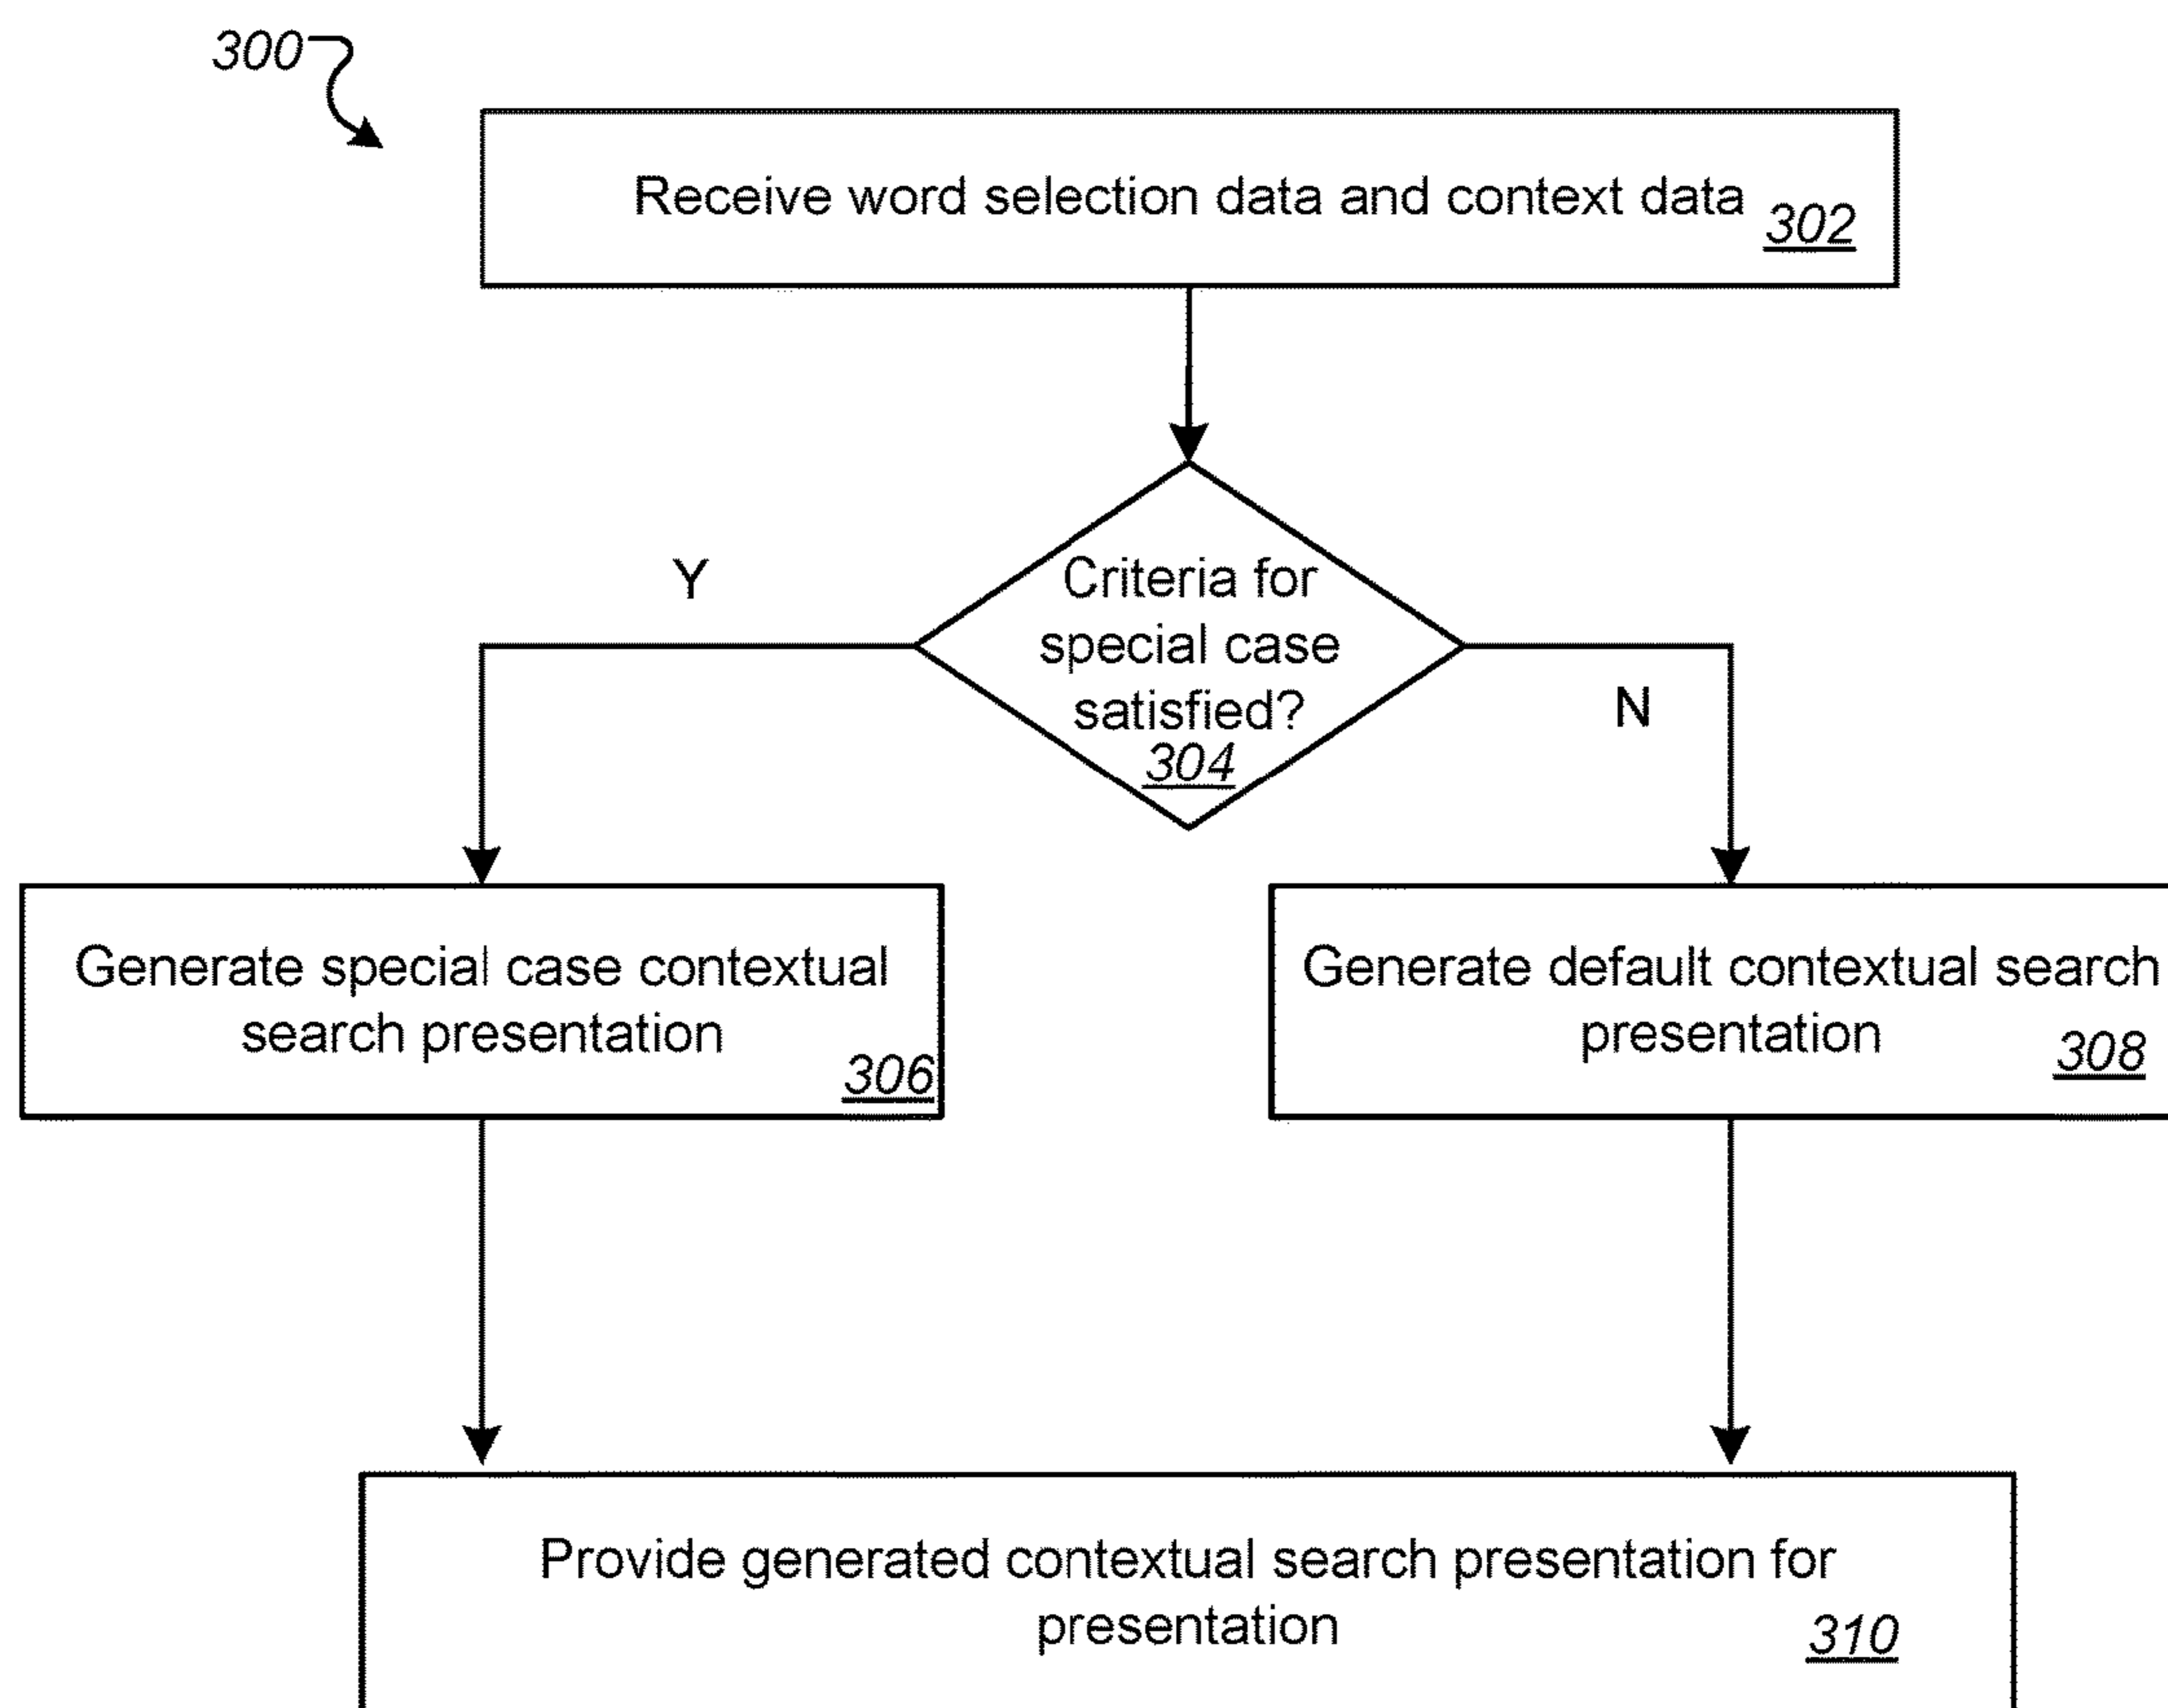 300
Receive word selection data and context data
302
Y
Criteria for
special case
satisfied?
304
N
Generate special case contextual
search presentation
306
Generate default contextual search
presentation
308
Provide generated contextual search presentation for
presentation
310